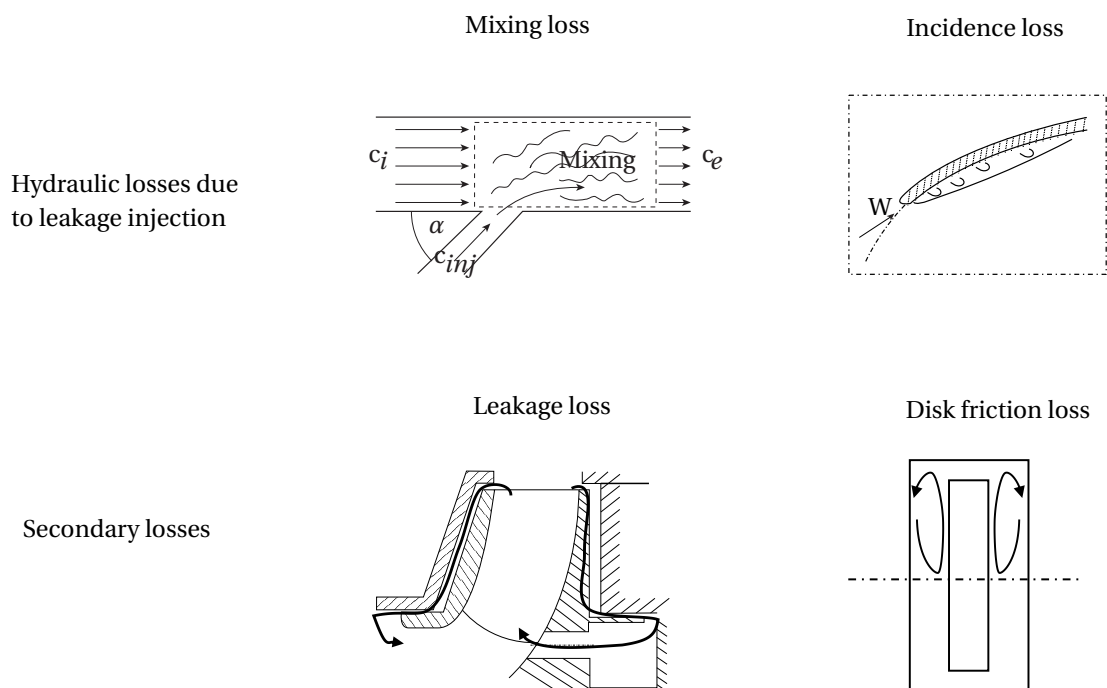 Mixing loss
Incidence loss
Hydraulic losses due
to leakage injection
c_i
Mixing
c_e
α
c_inj
W
Leakage loss
Disk friction loss
Secondary losses